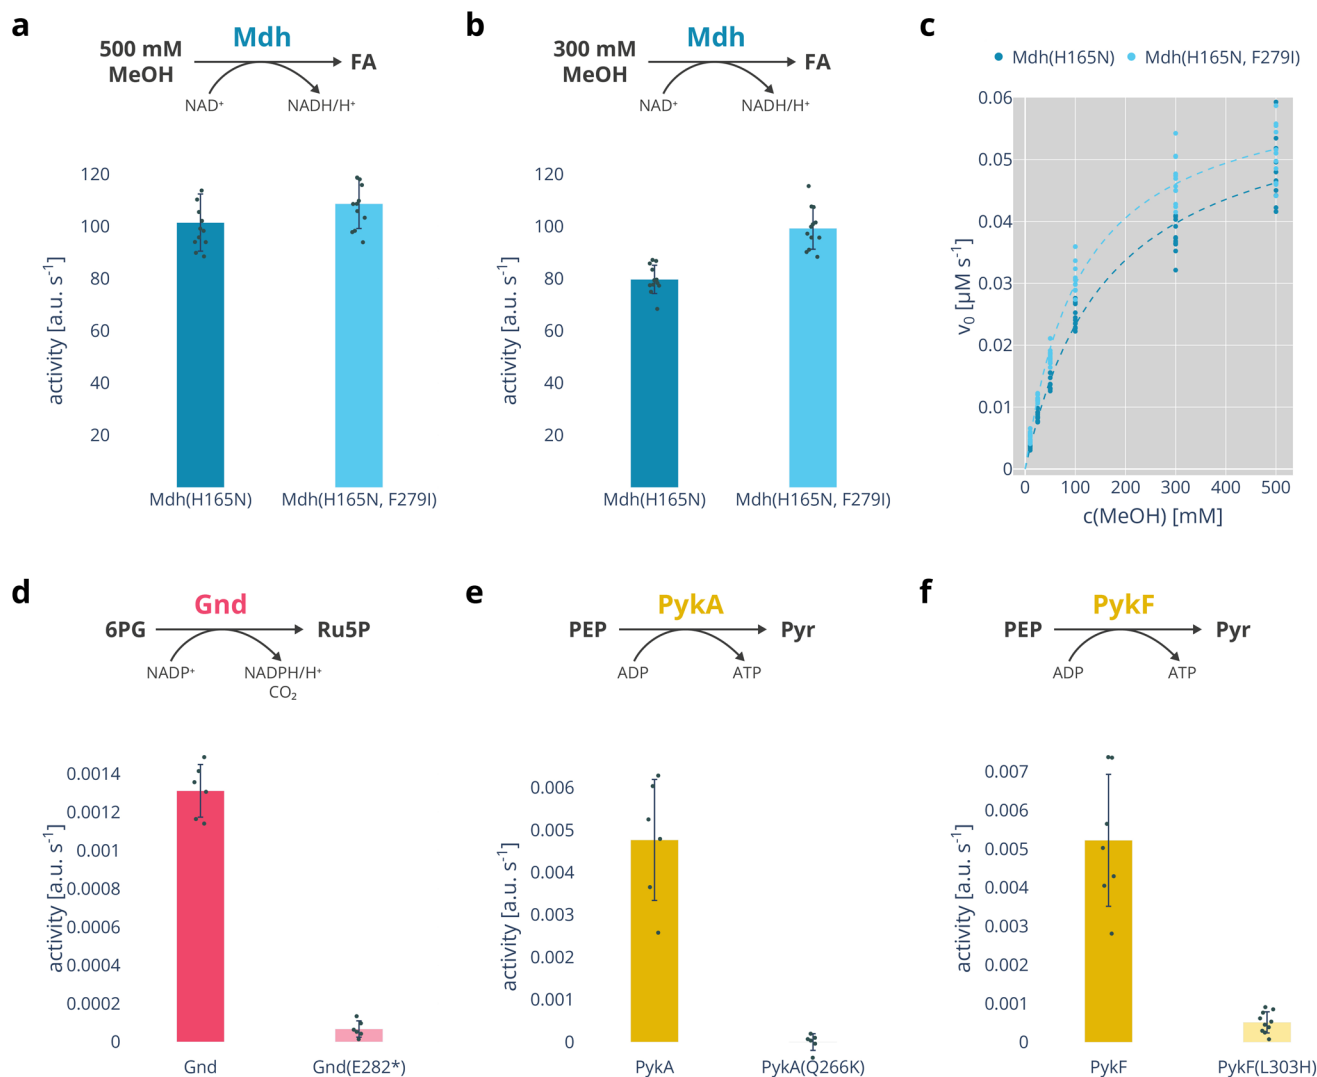 a
500 mM
MeOH
Mdh
FA
NAD⁺
NADH/H⁺
activity [a.u. s⁻¹]
120
100
80
60
40
20
Mdh(H165N)
Mdh(H165N, F279I)
b
300 mM
MeOH
Mdh
FA
NAD⁺
NADH/H⁺
activity [a.u. s⁻¹]
120
100
80
60
40
20
Mdh(H165N)
Mdh(H165N, F279I)
c
Mdh(H165N)
Mdh(H165N, F279I)
v₀ [µM s⁻¹]
0.06
0.05
0.04
0.03
0.02
0.01
0
0 100 200 300 400 500
c(MeOH) [mM]
d
Gnd
6PG
Ru5P
NADP⁺
NADPH/H⁺
CO₂
activity [a.u. s⁻¹]
0.0014
0.0012
0.001
0.0008
0.0006
0.0004
0.0002
0
Gnd
Gnd(E282*)
e
PykA
PEP
Pyr
ADP
ATP
activity [a.u. s⁻¹]
0.006
0.005
0.004
0.003
0.002
0.001
0
PykA
PykA(Q266K)
f
PykF
PEP
Pyr
ADP
ATP
activity [a.u. s⁻¹]
0.007
0.006
0.005
0.004
0.003
0.002
0.001
0
PykF
PykF(L303H)